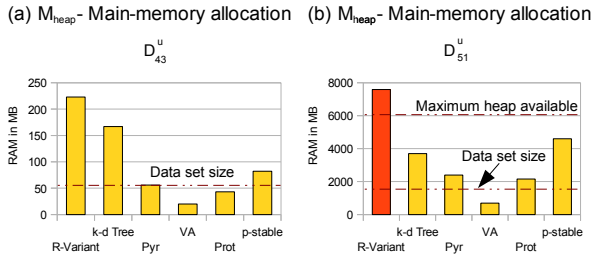 (a) Mheap- Main-memory allocation
D43u
RAM in MB
250
200
150
100
50
0
Data set size
k-d Tree VA p-stable
R-Variant Pyr Prot
(b) Mheap- Main-memory allocation
D51u
RAM in MB
8000
6000
4000
2000
0
Maximum heap available
Data set size
k-d Tree VA p-stable
R-Variant Pyr Prot